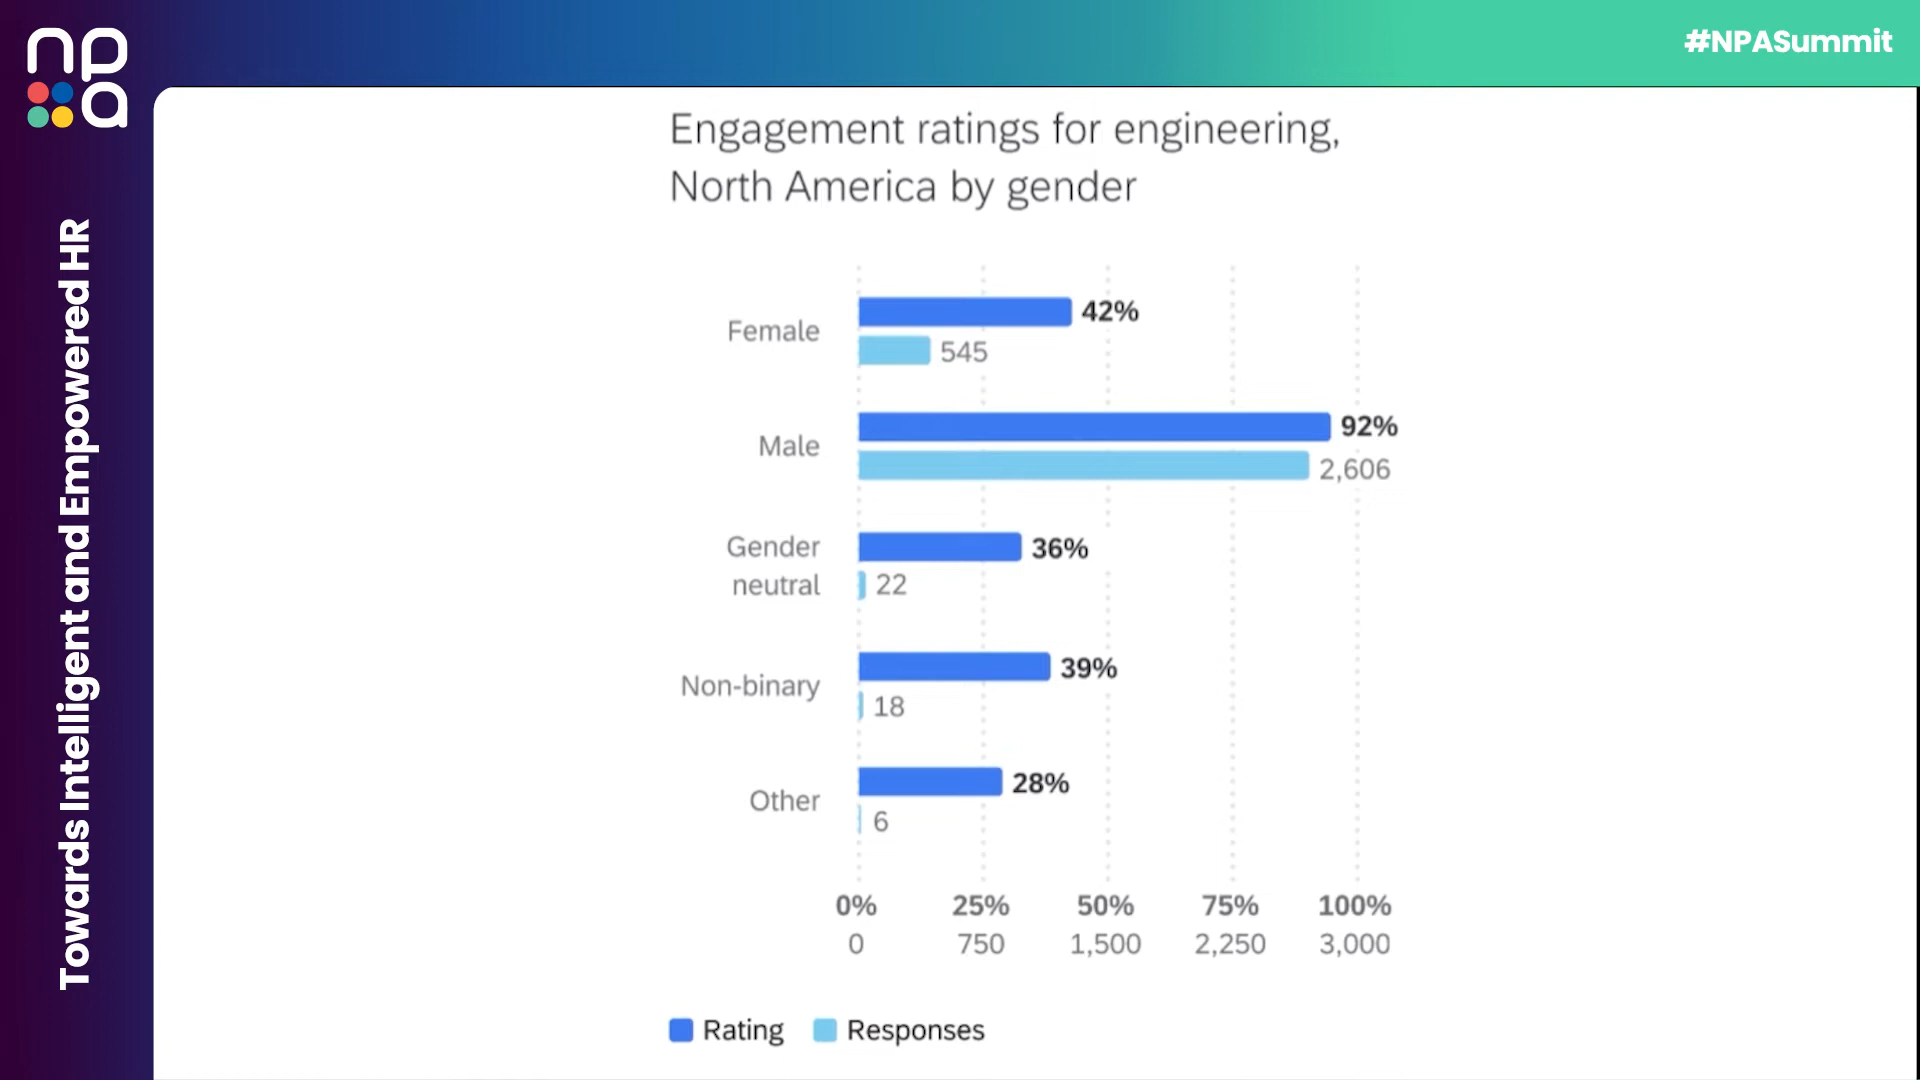 npa
#NPASummit
Towards Intelligent and Empowered HR
Engagement ratings for engineering,
North America by gender
Female
42%
545
Male
92%
2,606
Gender
neutral
36%
22
Non-binary
39%
18
Other
28%
6
0% 25% 50% 75% 100%
0 750 1,500 2,250 3,000
Rating Responses